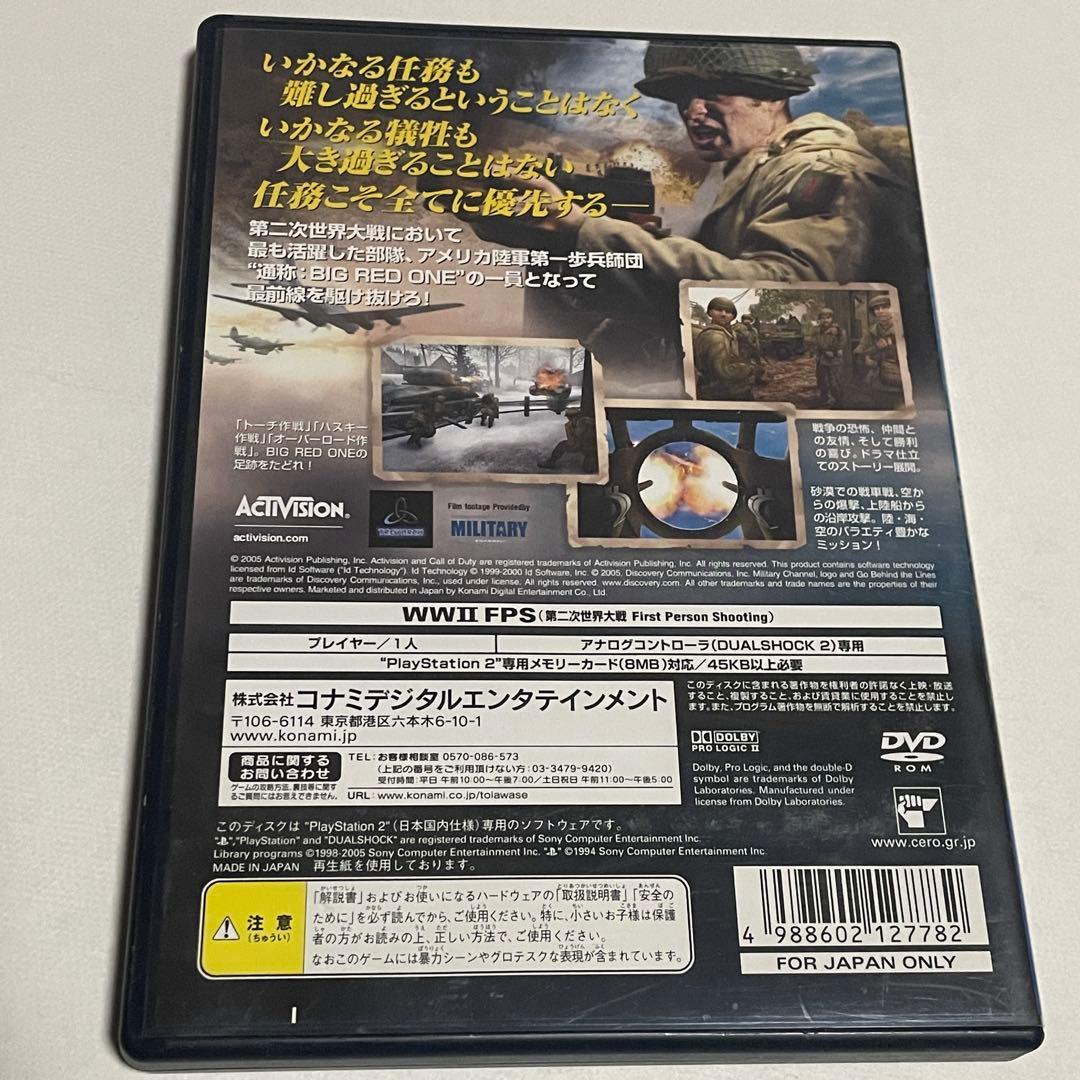 いかなる任務も
難し過ぎるということはなく
いかなる犠牲も
大き過ぎることはない
任務こそ全てに優先する—
第二次世界大戦において
最も活躍した部隊、アメリカ陸軍第一歩兵師団
“通称：BIG RED ONE”の一員となって
最前線を駆け抜けろ！
「トーチ作戦」「ハスキー
作戦」「オーバーロード作
戦」。BIG RED ONEの
足跡をたどれ！
戦争の恐怖、仲間と
の友情、そして勝利
の喜び。ドラマ仕立
てのストーリー展開。
砂漠での戦車戦、空か
らの爆撃、上陸船から
の沿岸攻撃。陸・海・
空のバラエティ豊かな
ミッション！
ACTIVISION.
activision.com
Film footage Provided by
MILITARY
© 2005 Activision Publishing, Inc. Activision and Call of Duty are registered trademarks of Activision Publishing, Inc. All rights reserved. This product contains software technology
licensed from Id Software ("Id Technology"). Id Technology © 1999-2000 Id Software, Inc. © 2005, Discovery Communications, Inc. Military Channel, logo and Go Behind the Lines
are trademarks of Discovery Communications, Inc., used under license. All rights reserved. www.discovery.com. All other trademarks and trade names are the properties of their
respective owners. Marketed and distributed in Japan by Konami Digital Entertainment Co., Ltd.
WWII FPS（第二次世界大戦 First Person Shooting）
プレイヤー／1人
アナログコントローラ（DUALSHOCK 2）専用
“PlayStation 2”専用メモリーカード（8MB）対応／45KB以上必要
株式会社コナミデジタルエンタテインメント
〒106-6114 東京都港区六本木6-10-1
www.konami.jp
商品に関する
お問い合わせ
ゲームの攻略方法、裏技等に関す
るご質問にはお答えできません。
TEL：お客様相談室 0570-086-573
（上記の番号をご利用頂けない方：03-3479-9420）
受付時間：平日 午前10:00〜午後7:00／土日祝日 午前11:00〜午後5:00
URL：www.konami.co.jp/toiawase
このディスクに含まれる著作物を権利者の許諾なく上映・放送
すること、複製すること、および賃貸業に使用することを禁止し
ます。また、プログラム著作物を無断で解析することを禁止します。
DOLBY
PRO LOGIC II
DVD
ROM
Dolby, Pro Logic, and the double-D
symbol are trademarks of Dolby
Laboratories. Manufactured under
license from Dolby Laboratories.
www.cero.gr.jp
このディスクは “PlayStation 2”（日本国内仕様）専用のソフトウェアです。
"PlayStation" and "DUALSHOCK" are registered trademarks of Sony Computer Entertainment Inc.
Library programs ©1998-2005 Sony Computer Entertainment Inc. ©1994 Sony Computer Entertainment Inc.
MADE IN JAPAN 再生紙を使用しております。
注意
（ちゅうい）
「解説書」およびお使いになるハードウェアの「取扱説明書」「安全の
ために」を必ず読んでから、ご使用ください。特に、小さいお子様は保護
者の方がお読みの上、正しい方法で、ご使用ください。
なおこのゲームには暴力シーンやグロテスクな表現が含まれています。
4 988602 127782
FOR JAPAN ONLY